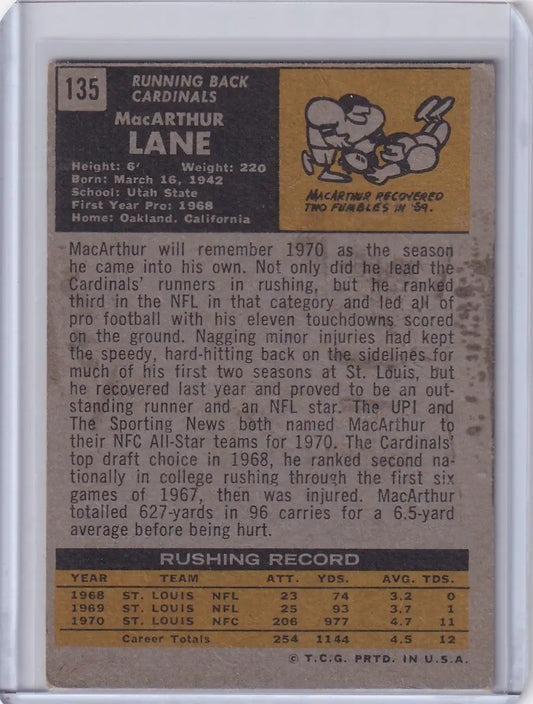 135
RUNNING BACK
CARDINALS
MacARTHUR
LANE
Height: 6' Weight: 220
Born: March 16, 1942
School: Utah State
First Year Pro: 1968
Home: Oakland, California
MACARTHUR RECOVERED
TWO FUMBLES IN '69.
MacArthur will remember 1970 as the season
he came into his own. Not only did he lead the
Cardinals' runners in rushing, but he ranked
third in the NFL in that category and led all of
pro football with his eleven touchdowns scored
on the ground. Nagging minor injuries had kept
the speedy, hard-hitting back on the sidelines for
much of his first two seasons at St. Louis, but
he recovered last year and proved to be an out-
standing runner and an NFL star. The UPI and
The Sporting News both named MacArthur to
their NFC All-Star teams for 1970. The Cardinals'
top draft choice in 1968, he ranked second na-
tionally in college rushing through the first six
games of 1967, then was injured. MacArthur
totalled 627-yards in 96 carries for a 6.5-yard
average before being hurt.
RUSHING RECORD
YEAR TEAM ATT. YDS. AVG. TDS.
1968 ST. LOUIS NFL 23 74 3.2 0
1969 ST. LOUIS NFL 25 93 3.7 1
1970 ST. LOUIS NFC 206 977 4.7 11
Career Totals 254 1144 4.5 12
© T.C.G. PRTD. IN U.S.A.